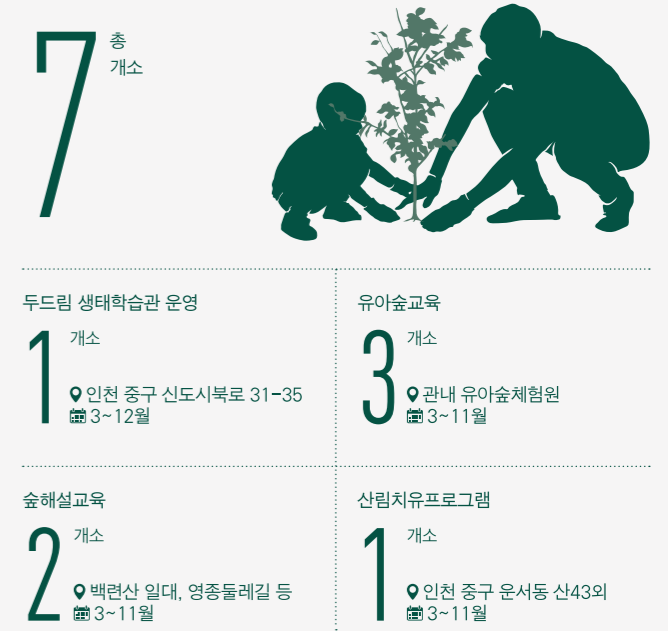 7
총
개소
두드림 생태학습관 운영
1
개소
인천 중구 신도시북로 31-35
3~12월
유아숲교육
3
개소
관내 유아숲체험원
3~11월
숲해설교육
2
개소
백련산 일대, 영종둘레길 등
3~11월
산림치유프로그램
1
개소
인천 중구 운서동 산43외
3~11월